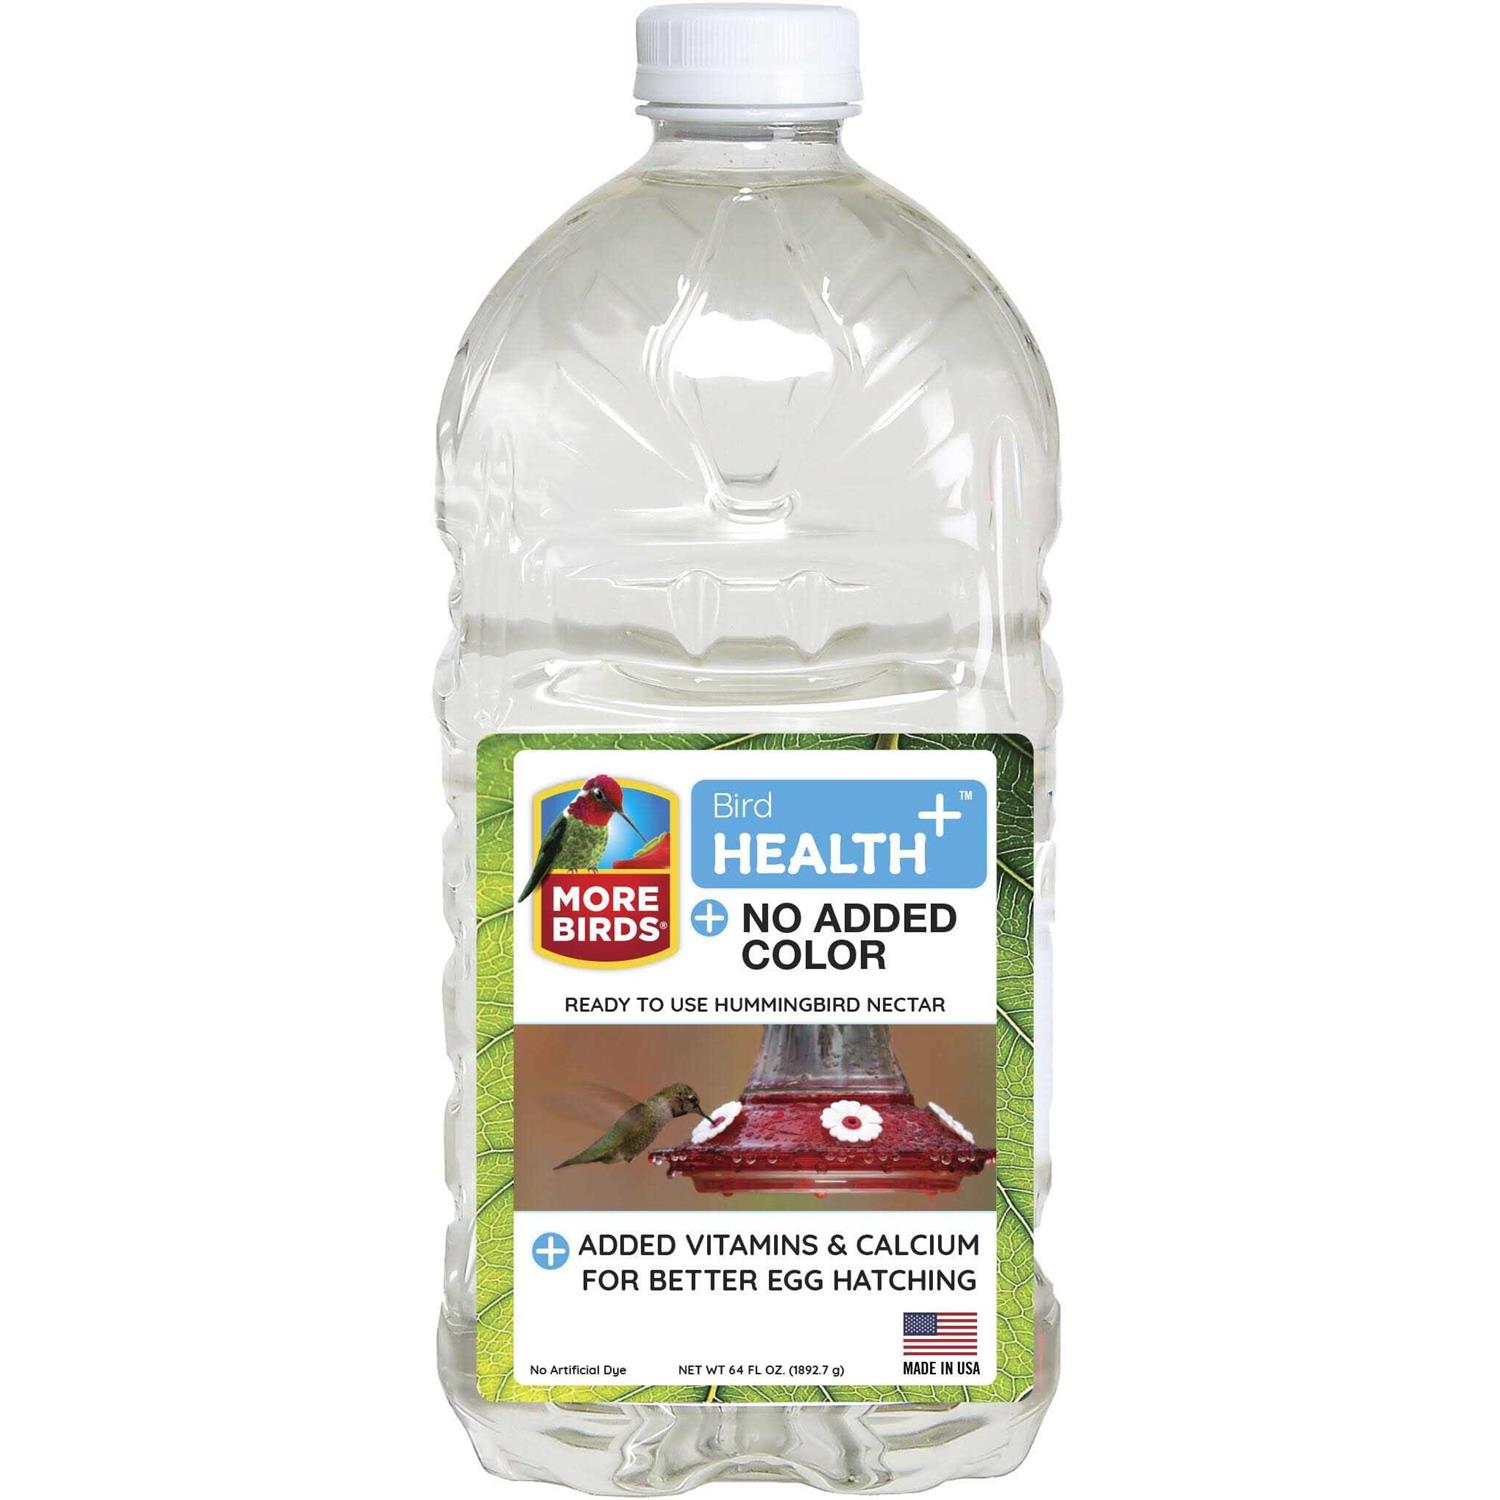 MORE
BIRDS®
Bird
HEALTH+™
+ NO ADDED
COLOR
READY TO USE HUMMINGBIRD NECTAR
+ ADDED VITAMINS & CALCIUM
FOR BETTER EGG HATCHING
No Artificial Dye
NET WT 64 FL OZ. (1892.7 g)
MADE IN USA